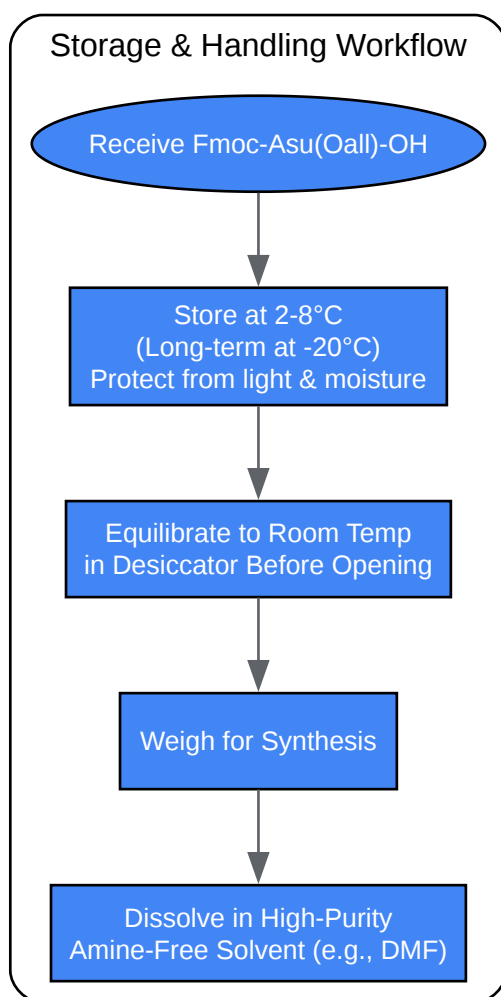 Storage & Handling Workflow
Receive Fmoc-Asu(Oall)-OH
Store at 2-8°C
(Long-term at -20°C)
Protect from light & moisture
Equilibrate to Room Temp
in Desiccator Before Opening
Weigh for Synthesis
Dissolve in High-Purity
Amine-Free Solvent (e.g., DMF)